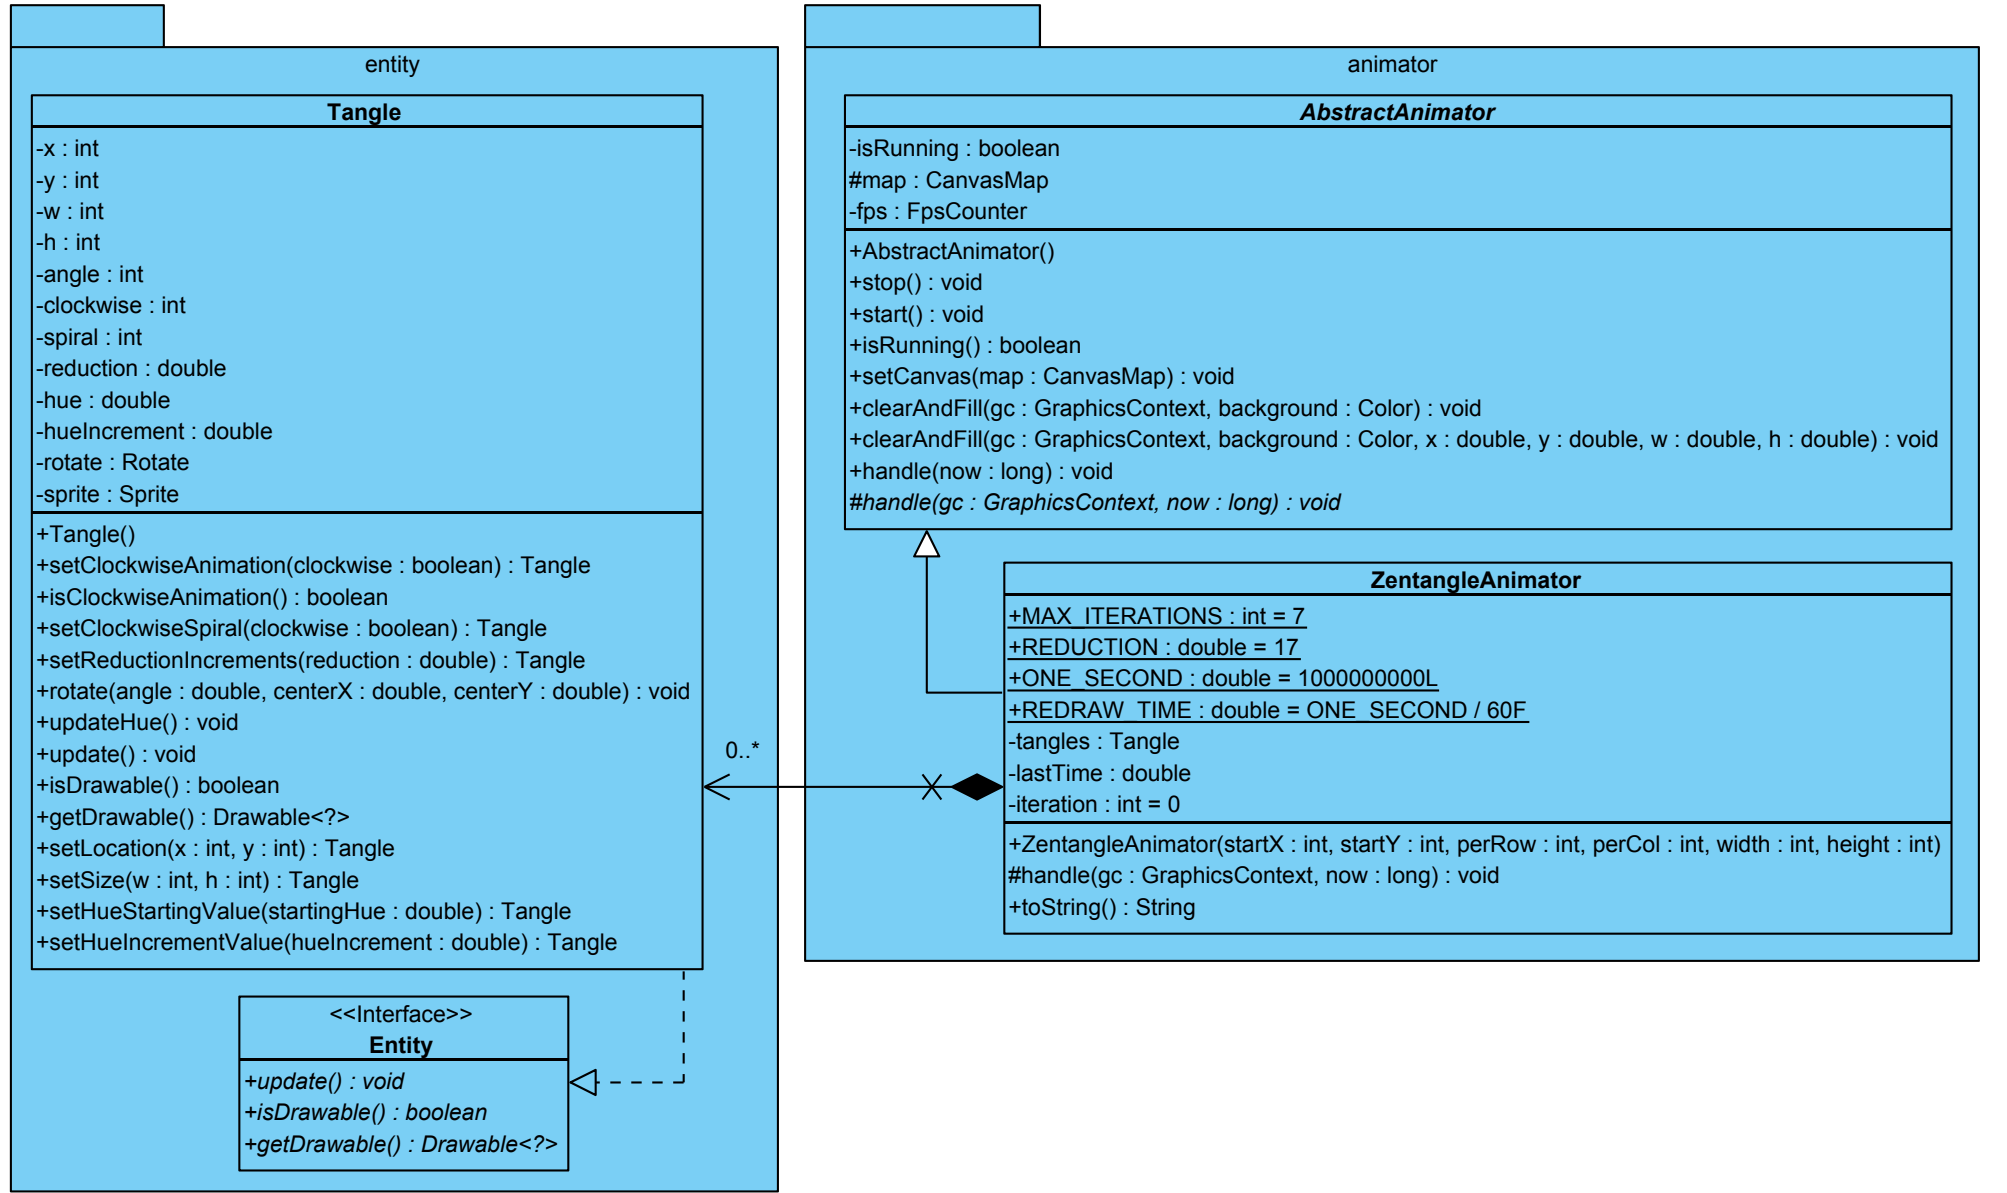 entity
Tangle
-x : int
-y : int
-w : int
-h : int
-angle : int
-clockwise : int
-spiral : int
-reduction : double
-hue : double
-hueIncrement : double
-rotate : Rotate
-sprite : Sprite
+Tangle()
+setClockwiseAnimation(clockwise : boolean) : Tangle
+isClockwiseAnimation() : boolean
+setClockwiseSpiral(clockwise : boolean) : Tangle
+setReductionIncrements(reduction : double) : Tangle
+rotate(angle : double, centerX : double, centerY : double) : void
+updateHue() : void
+update() : void
+isDrawable() : boolean
+getDrawable() : Drawable<?>
+setLocation(x : int, y : int) : Tangle
+setSize(w : int, h : int) : Tangle
+setHueStartingValue(startingHue : double) : Tangle
+setHueIncrementValue(hueIncrement : double) : Tangle
<<Interface>>
Entity
+update() : void
+isDrawable() : boolean
+getDrawable() : Drawable<?>
0..*
animator
AbstractAnimator
-isRunning : boolean
#map : CanvasMap
-fps : FpsCounter
+AbstractAnimator()
+stop() : void
+start() : void
+isRunning() : boolean
+setCanvas(map : CanvasMap) : void
+clearAndFill(gc : GraphicsContext, background : Color) : void
+clearAndFill(gc : GraphicsContext, background : Color, x : double, y : double, w : double, h : double) : void
+handle(now : long) : void
#handle(gc : GraphicsContext, now : long) : void
ZentangleAnimator
+MAX_ITERATIONS : int = 7
+REDUCTION : double = 17
+ONE_SECOND : double = 1000000000L
+REDRAW_TIME : double = ONE_SECOND / 60F
-tangles : Tangle
-lastTime : double
-iteration : int = 0
+ZentangleAnimator(startX : int, startY : int, perRow : int, perCol : int, width : int, height : int)
#handle(gc : GraphicsContext, now : long) : void
+toString() : String